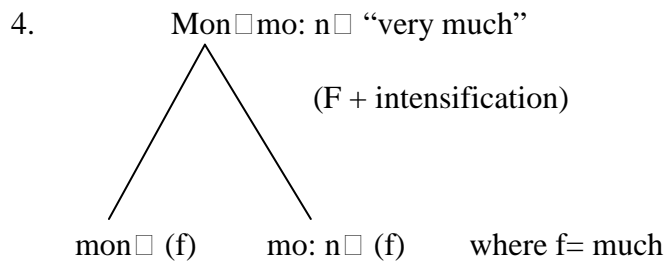 4. Mon□mo: n□ “very much”
(F + intensification)
mon□ (f) mo: n□ (f) where f= much